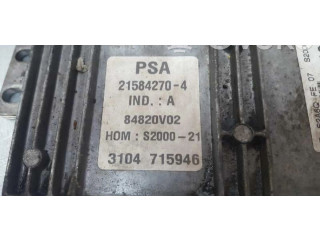 PSA
21584270-4
IND. : A
84820V02
HOM : S2000-21
3104 715946